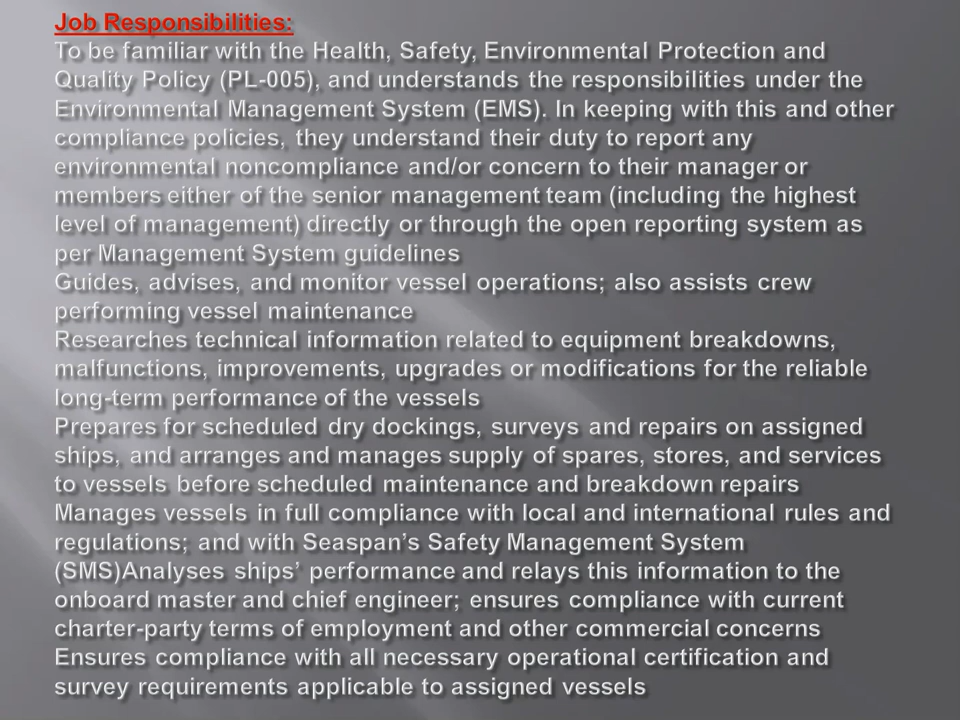 Job Responsibilities:
To be familiar with the Health, Safety, Environmental Protection and
Quality Policy (PL-005), and understands the responsibilities under the
Environmental Management System (EMS). In keeping with this and other
compliance policies, they understand their duty to report any
environmental noncompliance and/or concern to their manager or
members either of the senior management team (including the highest
level of management) directly or through the open reporting system as
per Management System guidelines
Guides, advises, and monitor vessel operations; also assists crew
performing vessel maintenance
Researches technical information related to equipment breakdowns,
malfunctions, improvements, upgrades or modifications for the reliable
long-term performance of the vessels
Prepares for scheduled dry dockings, surveys and repairs on assigned
ships, and arranges and manages supply of spares, stores, and services
to vessels before scheduled maintenance and breakdown repairs
Manages vessels in full compliance with local and international rules and
regulations; and with Seaspan’s Safety Management System
(SMS)Analyses ships’ performance and relays this information to the
onboard master and chief engineer; ensures compliance with current
charter-party terms of employment and other commercial concerns
Ensures compliance with all necessary operational certification and
survey requirements applicable to assigned vessels